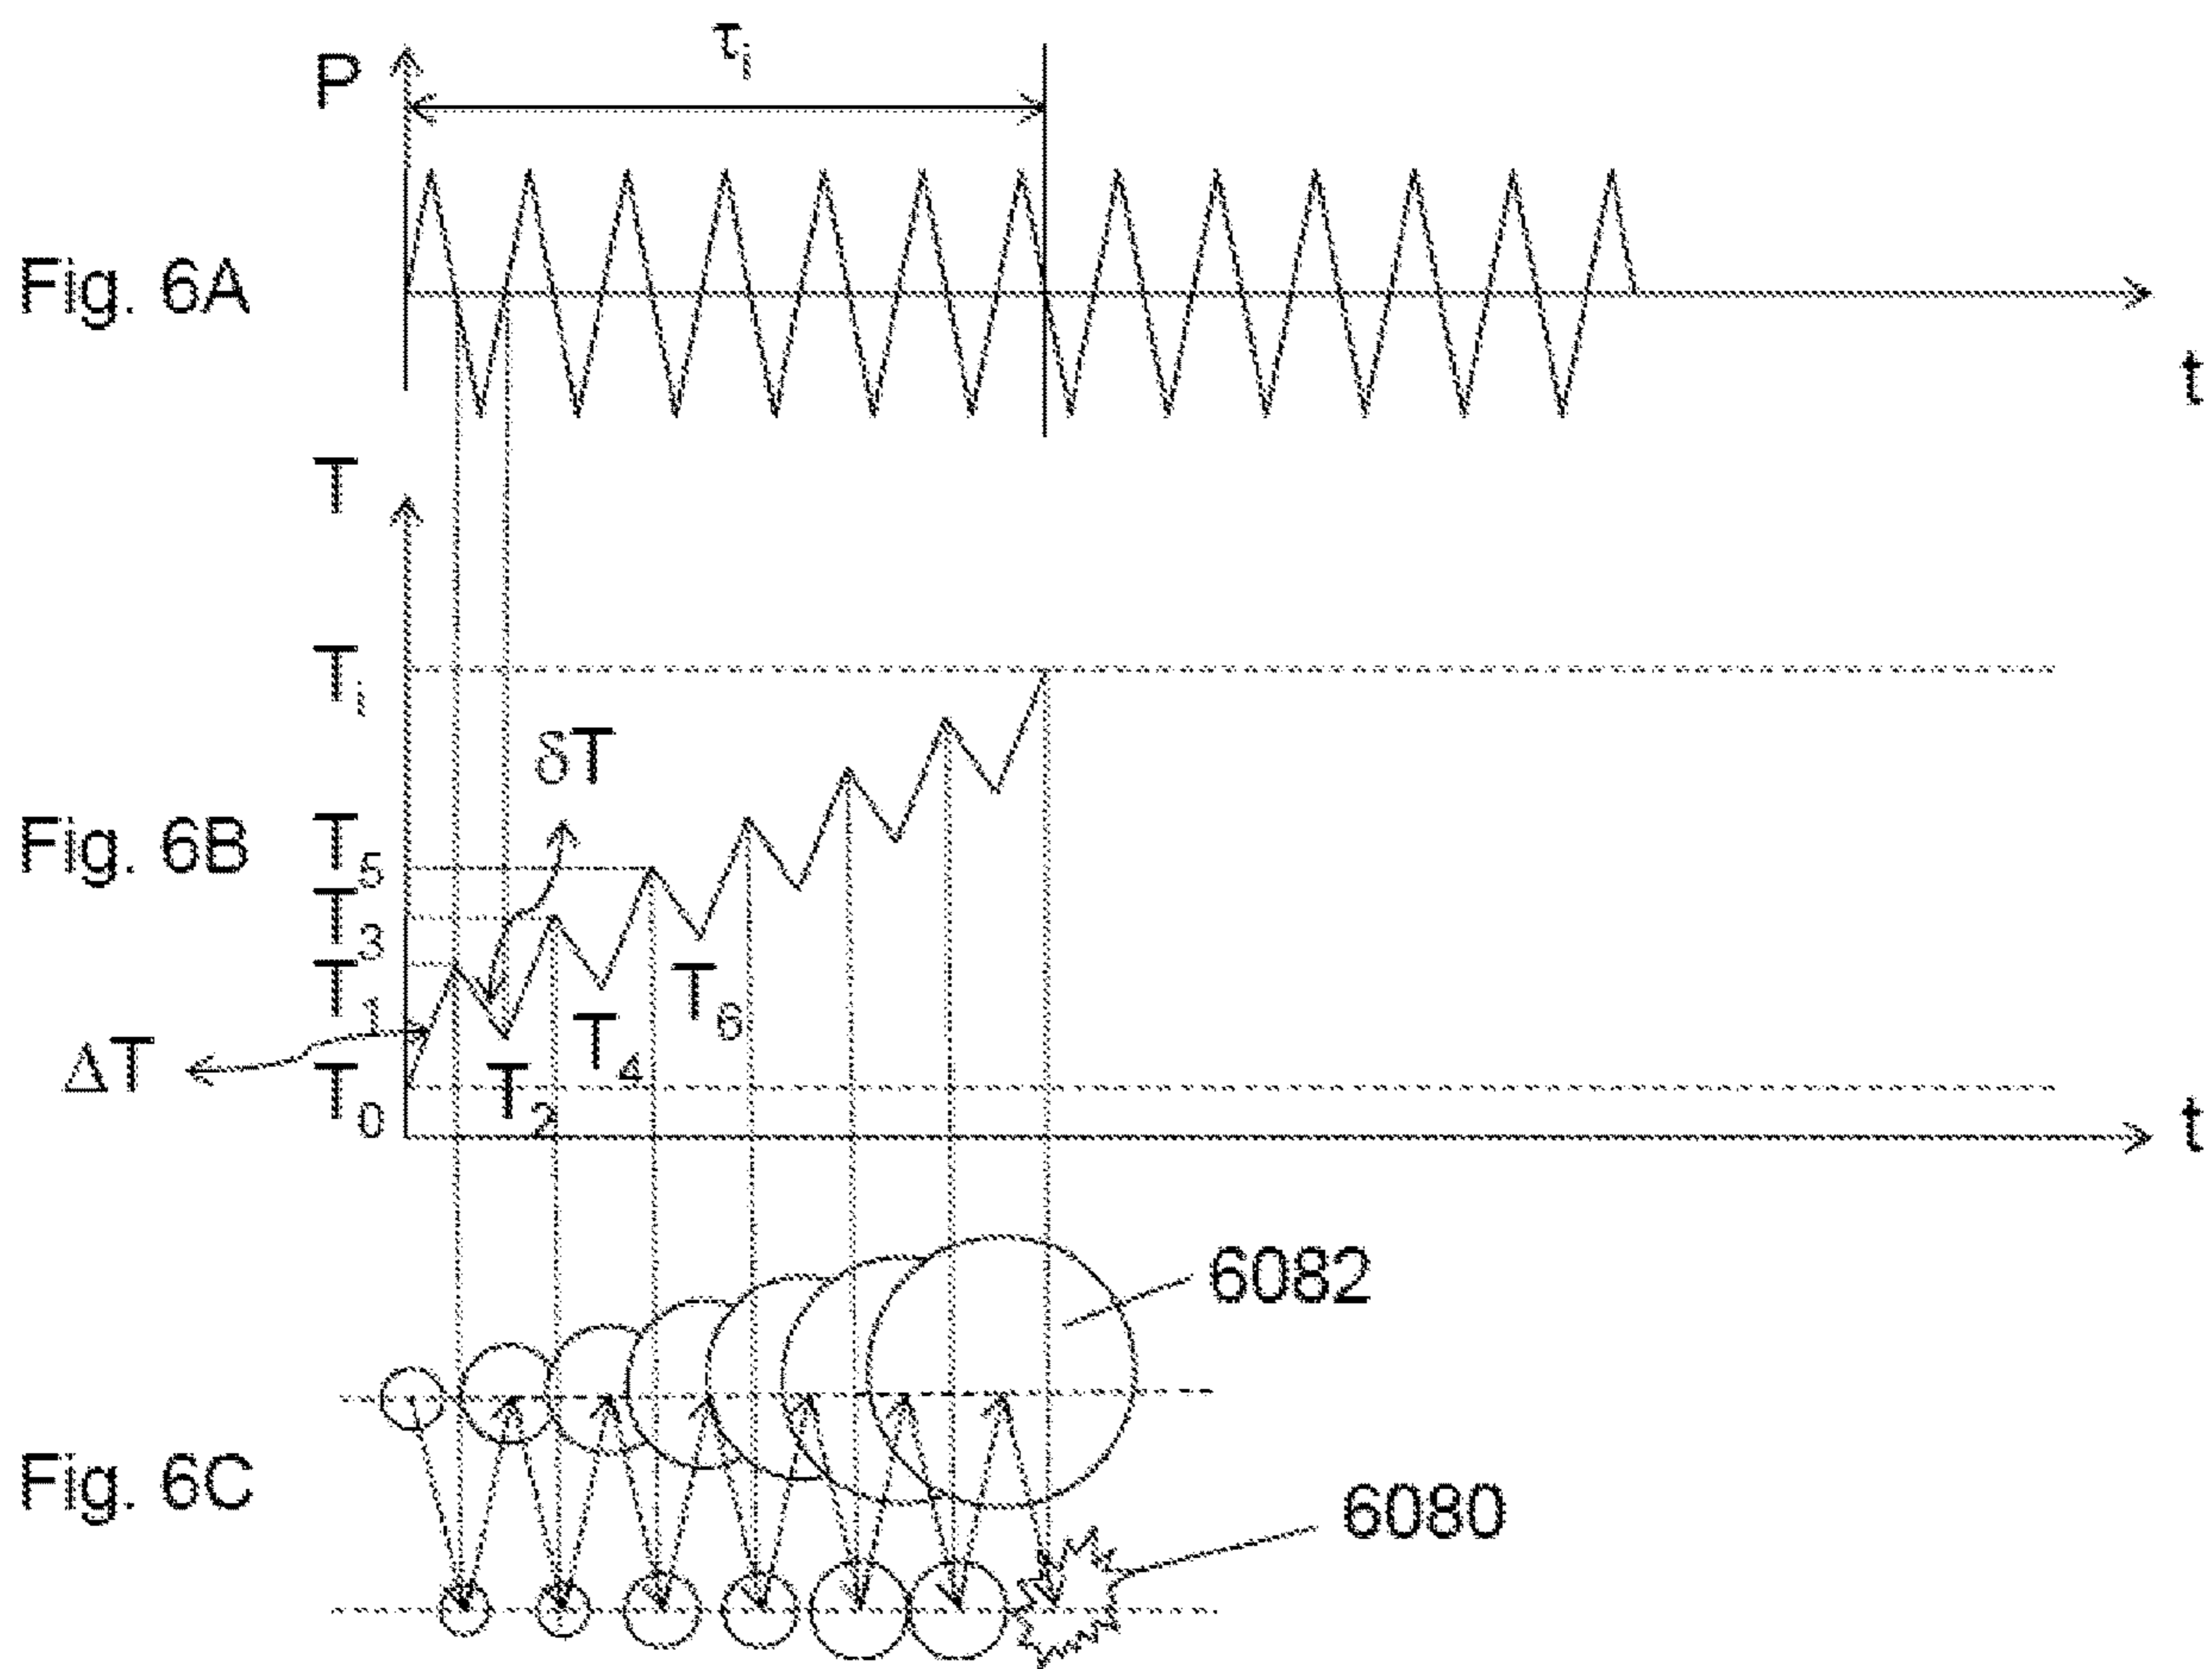 τi
P
Fig. 6A
t
T
Ti
δT
Fig. 6B
T5
T3
T1
T6
T4
ΔT
T0
T2
t
6082
Fig. 6C
6080